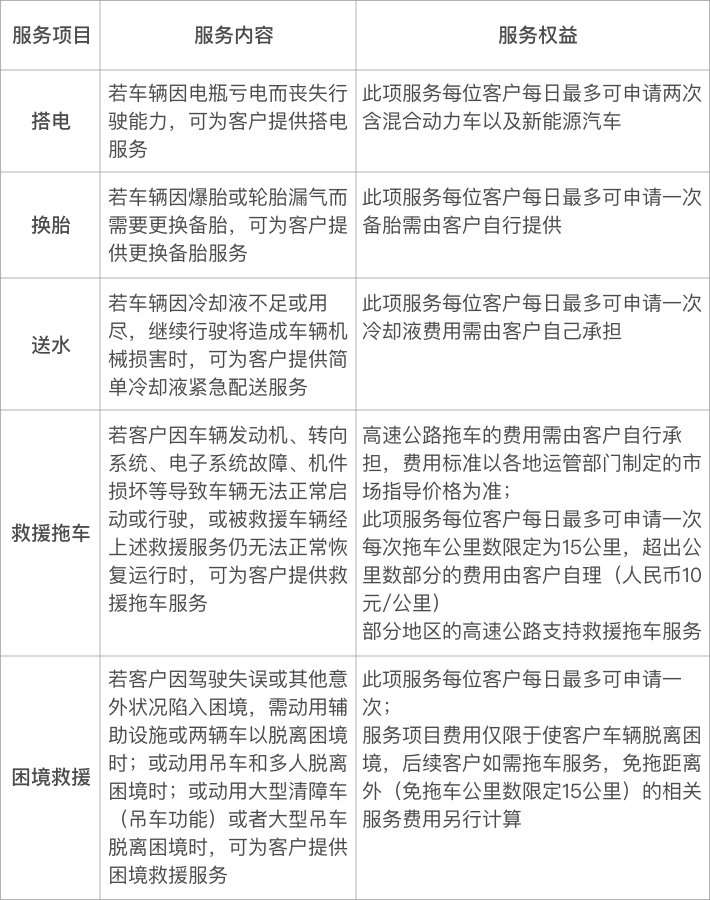 服务项目
服务内容
服务权益
搭电
若车辆因电瓶亏电而丧失行
驶能力，可为客户提供搭电
服务
此项服务每位客户每日最多可申请两次
含混合动力车以及新能源汽车
换胎
若车辆因爆胎或轮胎漏气而
需要更换备胎，可为客户提
供更换备胎服务
此项服务每位客户每日最多可申请一次
备胎需由客户自行提供
送水
若车辆因冷却液不足或用
尽，继续行驶将造成车辆机
械损害时，可为客户提供简
单冷却液紧急配送服务
此项服务每位客户每日最多可申请一次
冷却液费用需由客户自己承担
救援拖车
若客户因车辆发动机、转向
系统、电子系统故障、机件
损坏等导致车辆无法正常启
动或行驶，或被救援车辆经
上述救援服务仍无法正常恢
复运行时，可为客户提供救
援拖车服务
高速公路拖车的费用需由客户自行承
担，费用标准以各地运管部门制定的市
场指导价格为准；
此项服务每位客户每日最多可申请一次
每次拖车公里数限定为15公里，超出公
里数部分的费用由客户自理（人民币10
元/公里）
部分地区的高速公路支持救援拖车服务
困境救援
若客户因驾驶失误或其他意
外状况陷入困境，需动用辅
助设施或两辆车以脱离困境
时；或动用吊车和多人脱离
困境时；或动用大型清障车
（吊车功能）或者大型吊车
脱离困境时，可为客户提供
困境救援服务
此项服务每位客户每日最多可申请一
次；
服务项目费用仅限于使客户车辆脱离困
境，后续客户如需拖车服务，免拖距离
外（免拖车公里数限定15公里）的相关
服务费用另行计算